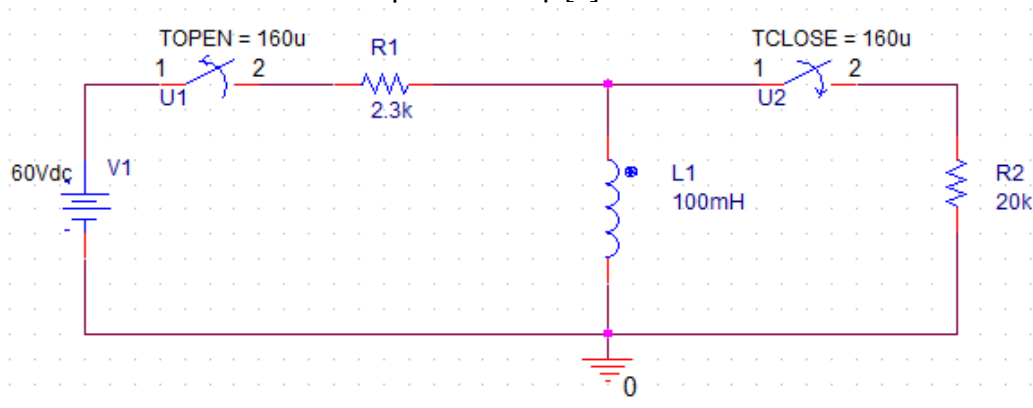 TOPEN = 160u
1 2
U1
R1
2.3k
TCLOSE = 160u
1 2
U2
60Vdc
V1
-
L1
100mH
R2
20k
0